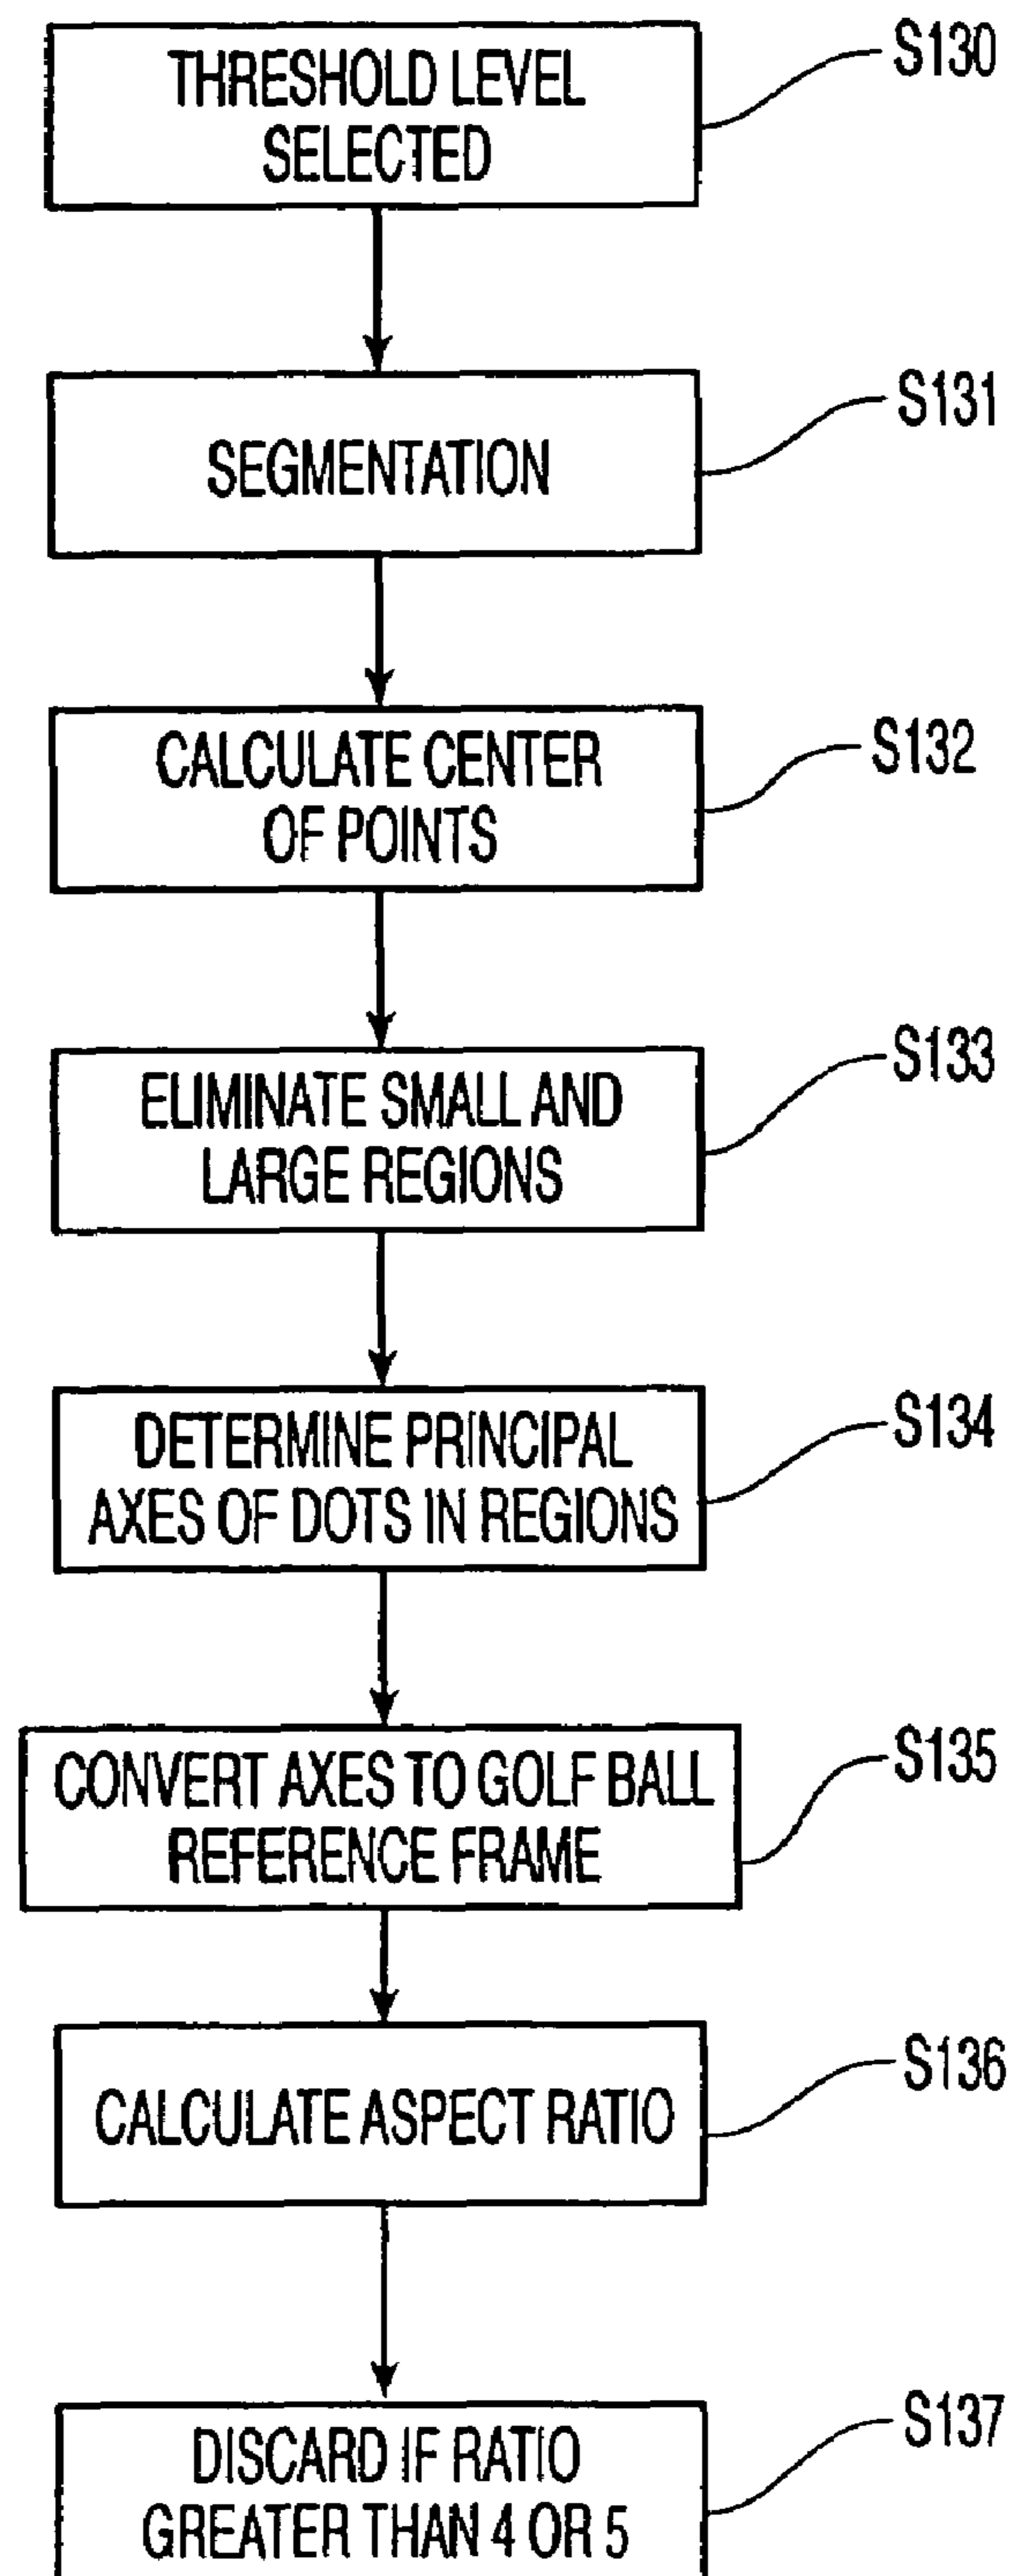 THRESHOLD LEVEL
SELECTED
S130
SEGMENTATION
S131
CALCULATE CENTER
OF POINTS
S132
ELIMINATE SMALL AND
LARGE REGIONS
S133
DETERMINE PRINCIPAL
AXES OF DOTS IN REGIONS
S134
CONVERT AXES TO GOLF BALL
REFERENCE FRAME
S135
CALCULATE ASPECT RATIO
S136
DISCARD IF RATIO
GREATER THAN 4 OR 5
S137